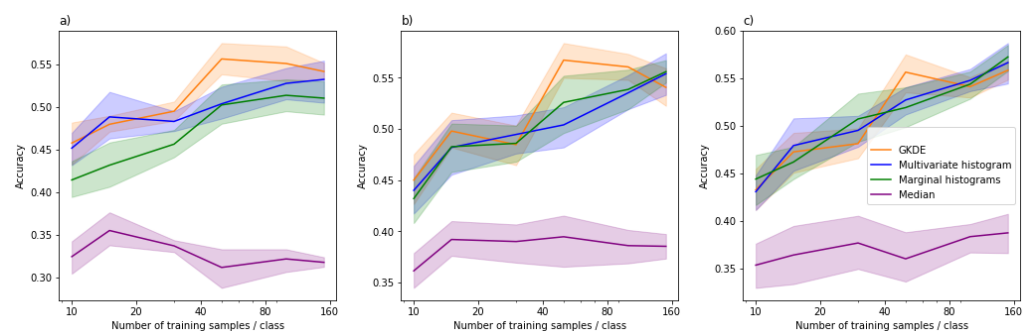 a)
Accuracy
0.55
0.50
0.45
0.40
0.35
0.30
10
20
40
80
160
Number of training samples / class
b)
Accuracy
0.55
0.50
0.45
0.40
0.35
10
20
40
80
160
Number of training samples / class
c)
Accuracy
0.60
0.55
0.50
0.45
0.40
0.35
10
20
40
80
160
Number of training samples / class
GKDE
Multivariate histogram
Marginal histograms
Median